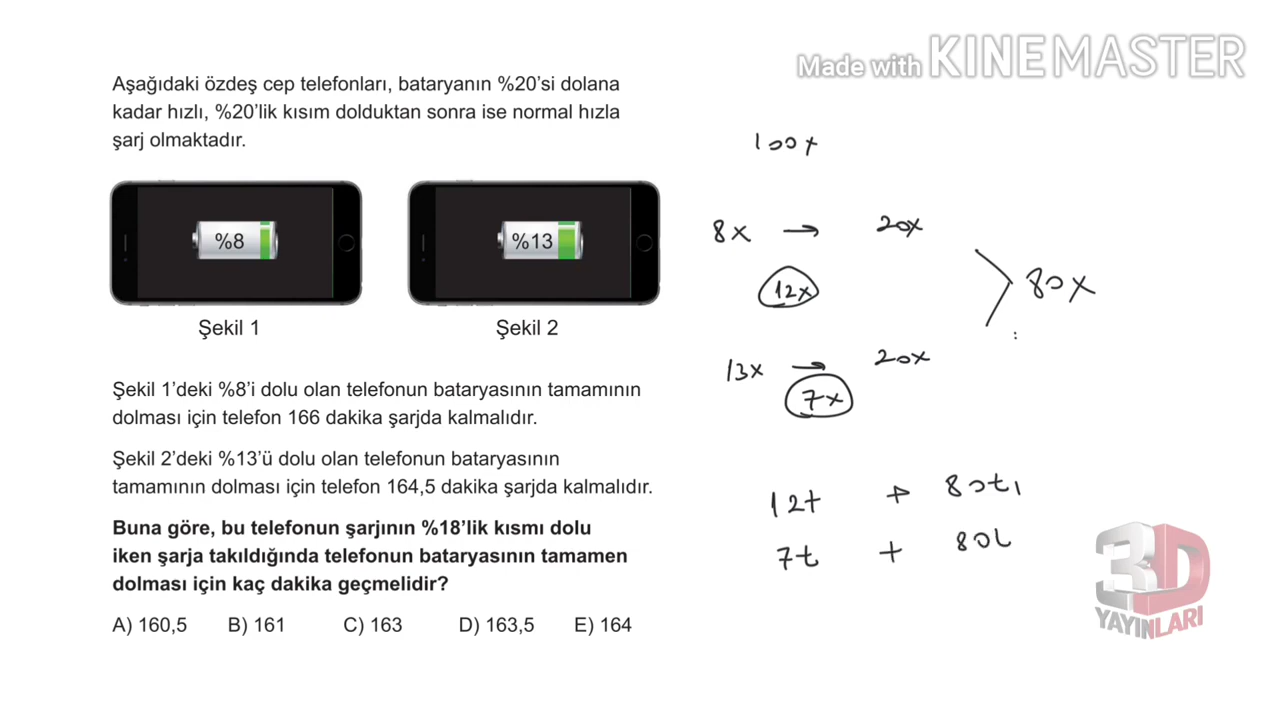 Made with KINEMASTER
Aşağıdaki özdeş cep telefonları, bataryanın %20’si dolana
kadar hızlı, %20’lik kısım dolduktan sonra ise normal hızla
şarj olmaktadır.
%8
%13
Şekil 1
Şekil 2
Şekil 1’deki %8’i dolu olan telefonun bataryasının tamamının
dolması için telefon 166 dakika şarjda kalmalıdır.
Şekil 2’deki %13’ü dolu olan telefonun bataryasının
tamamının dolması için telefon 164,5 dakika şarjda kalmalıdır.
Buna göre, bu telefonun şarjının %18’lik kısmı dolu
iken şarja takıldığında telefonun bataryasının tamamen
dolması için kaç dakika geçmelidir?
A) 160,5 B) 161 C) 163 D) 163,5 E) 164
100x
8x → 20x
12x
80x
13x → 20x
7x
12t + 80t₁
7t + 80t
3D
YAYINLARI